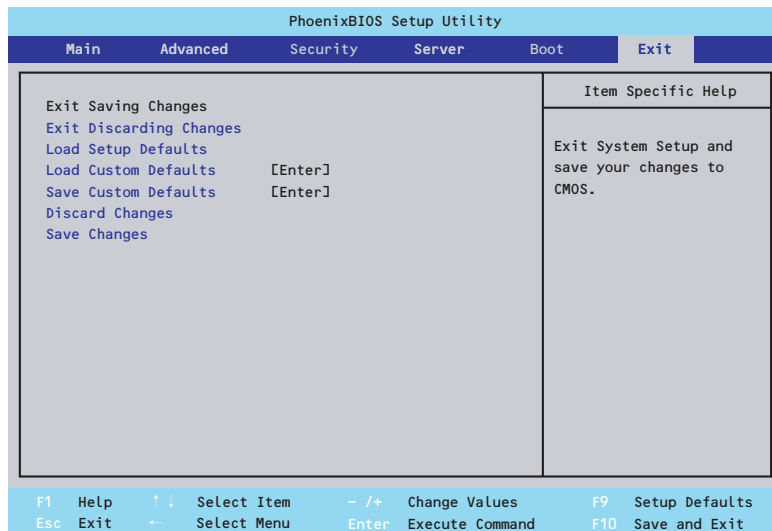 PhoenixBIOS Setup Utility
Main Advanced Security Server Boot Exit
Item Specific Help
Exit Saving Changes
Exit Discarding Changes
Load Setup Defaults
Load Custom Defaults [Enter]
Save Custom Defaults [Enter]
Discard Changes
Save Changes
Exit System Setup and
save your changes to
CMOS.
F1 Help ↑↓ Select Item - /+ Change Values F9 Setup Defaults
Esc Exit ← Select Menu Enter Execute Command F10 Save and Exit